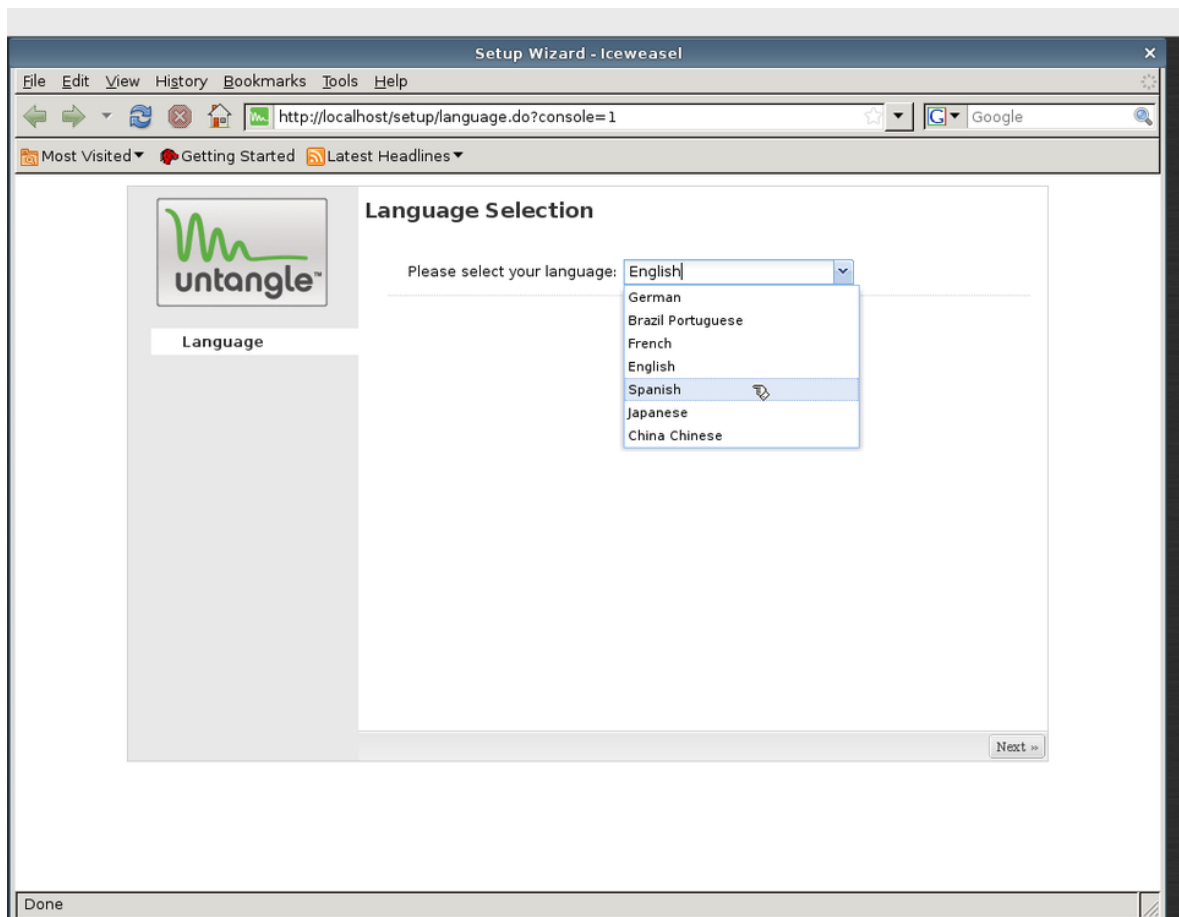 Setup Wizard - Iceweasel
File Edit View History Bookmarks Tools Help
http://localhost/setup/language.do?console=1
G Google
Most Visited Getting Started Latest Headlines
untangle™
Language Selection
Please select your language: English
German
Brazil Portuguese
French
English
Spanish
Japanese
China Chinese
Language
Next »
Done